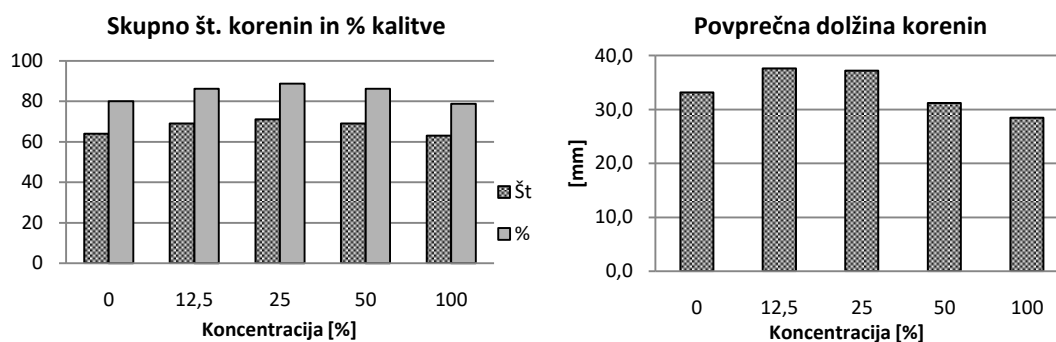 Skupno št. korenin in % kalitve
100
80
60
40
20
0
0 12,5 25 50 100
Koncentracija [%]
Št
%
Povprečna dolžina korenin
[mm]
40,0
30,0
20,0
10,0
0,0
0 12,5 25 50 100
Koncentracija [%]